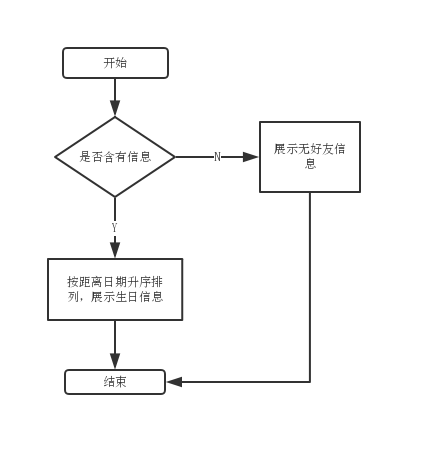 开始
是否含有信息
N
展示无好友信
息
Y
按距离日期升序排
列，展示生日信息
结束